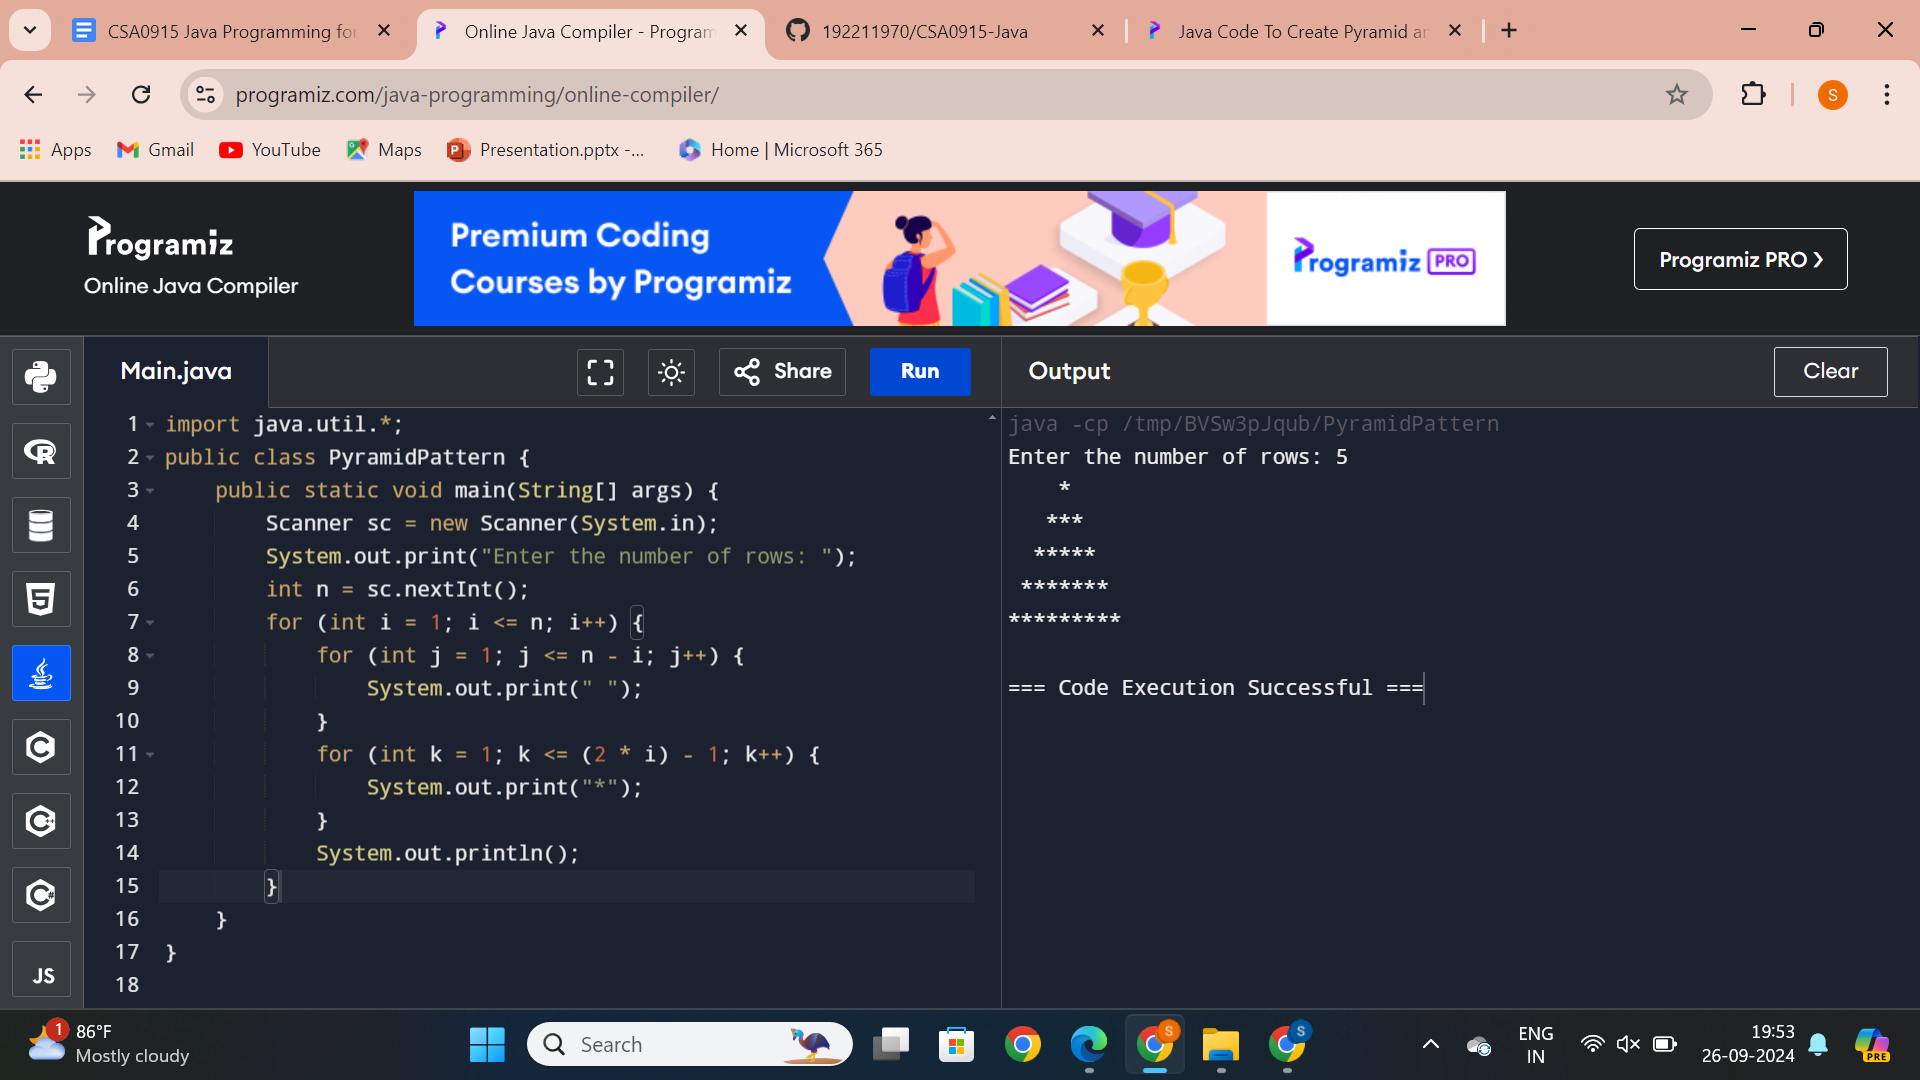 CSA0915 Java Programming for
Online Java Compiler - Program
192211970/CSA0915-Java
Java Code To Create Pyramid an
programiz.com/java-programming/online-compiler/
S
Apps
Gmail
YouTube
Maps
Presentation.pptx -...
Home | Microsoft 365
Programiz
Online Java Compiler
Premium Coding
Courses by Programiz
Programiz PRO
Programiz PRO ❯
Main.java
Share
Run
Output
Clear
1 import java.util.*;
2 public class PyramidPattern {
3     public static void main(String[] args) {
4         Scanner sc = new Scanner(System.in);
5         System.out.print("Enter the number of rows: ");
6         int n = sc.nextInt();
7         for (int i = 1; i <= n; i++) {
8             for (int j = 1; j <= n - i; j++) {
9                 System.out.print(" ");
10             }
11             for (int k = 1; k <= (2 * i) - 1; k++) {
12                 System.out.print("*");
13             }
14             System.out.println();
15         }
16     }
17 }
18
java -cp /tmp/BVSw3pJqub/PyramidPattern
Enter the number of rows: 5
    *
   ***
  *****
 *******
*********
=== Code Execution Successful ===
R
5
C
C++
C#
JS
1
86°F
Mostly cloudy
Search
S
S
ENG
IN
19:53
26-09-2024
PRE